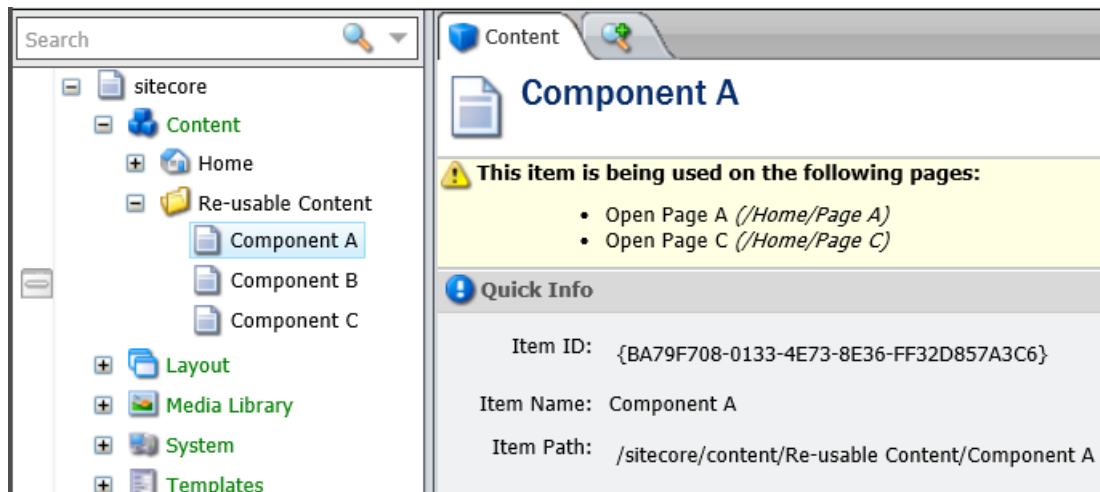 Search
sitecore
Content
Home
Re-usable Content
Component A
Component B
Component C
Layout
Media Library
System
Templates
Content
Component A
This item is being used on the following pages:
• Open Page A (/Home/Page A)
• Open Page C (/Home/Page C)
Quick Info
Item ID: {BA79F708-0133-4E73-8E36-FF32D857A3C6}
Item Name: Component A
Item Path: /sitecore/content/Re-usable Content/Component A